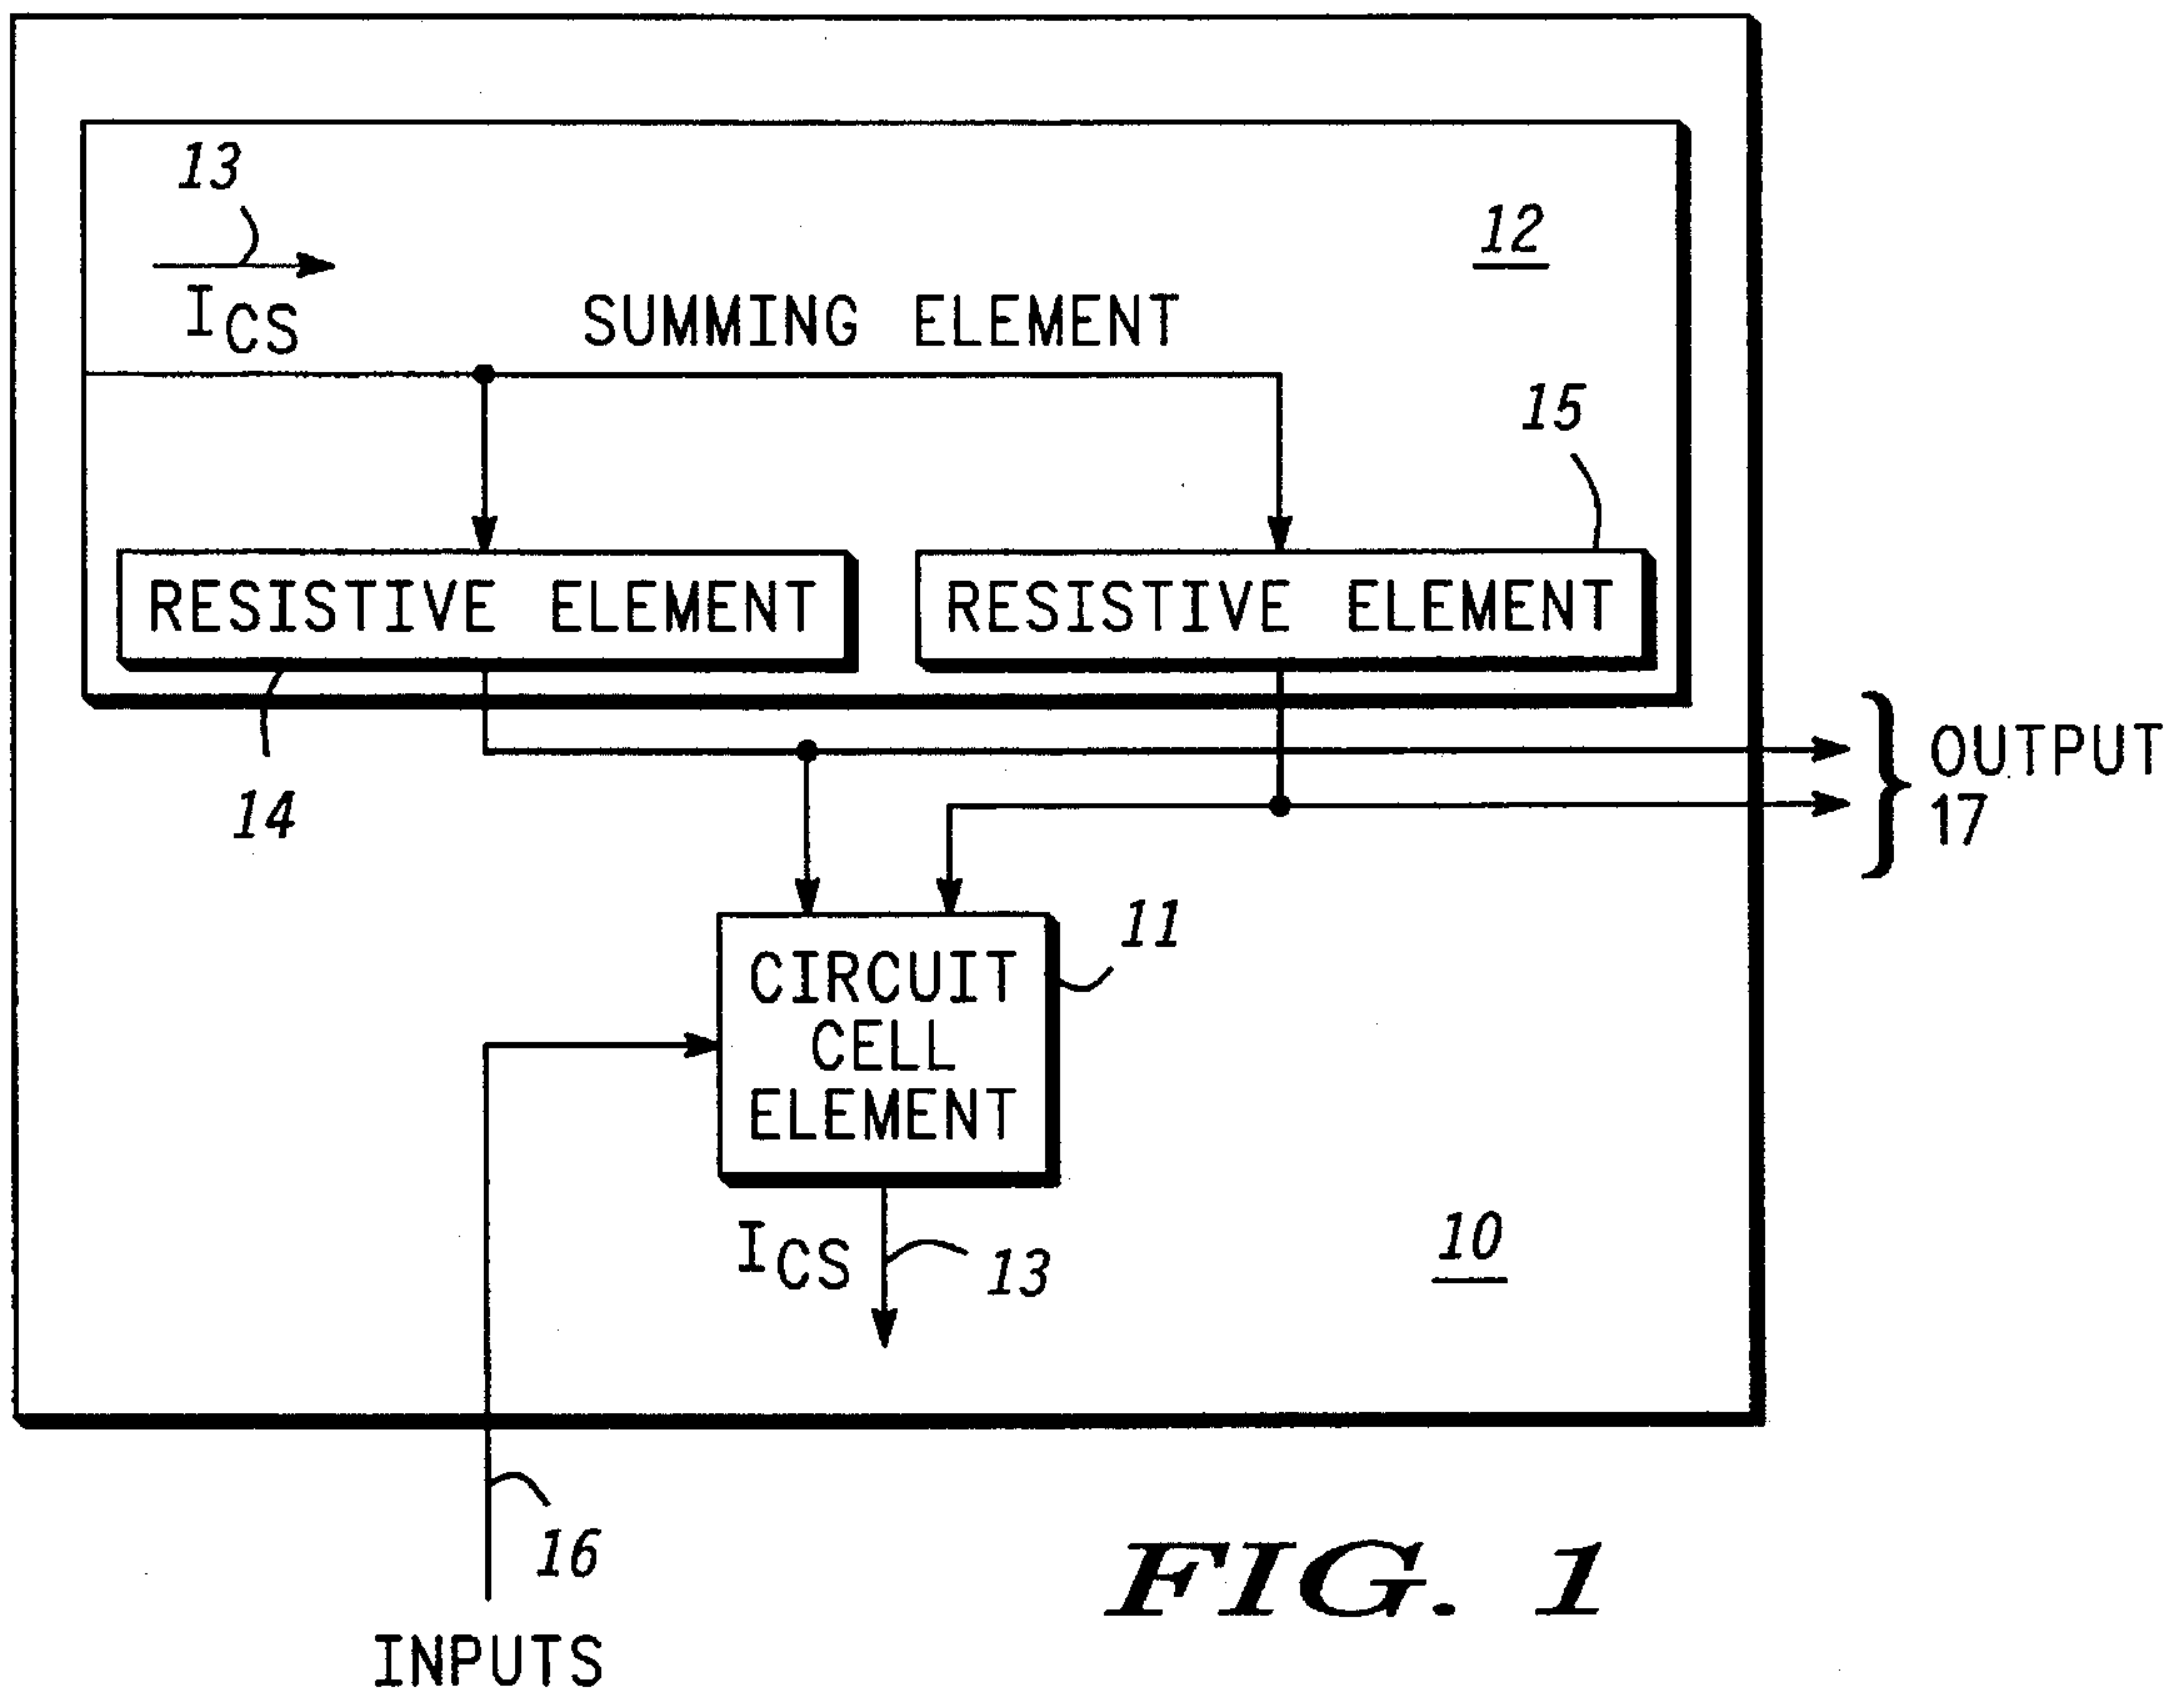 13
12
ICS
SUMMING ELEMENT
15
RESISTIVE ELEMENT
RESISTIVE ELEMENT
14
OUTPUT
17
11
CIRCUIT
CELL
ELEMENT
ICS
13
10
16
INPUTS
FIG. 1